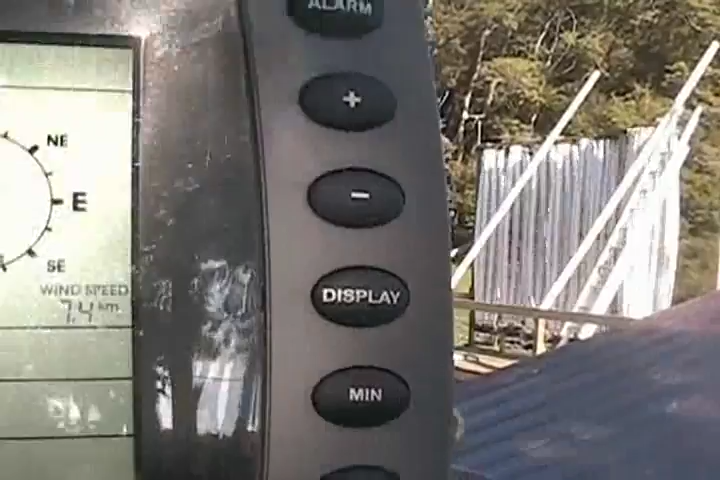 ALARM
+
NE
-
E
SE
WIND SPEED
7.4 km
DISPLAY
MIN